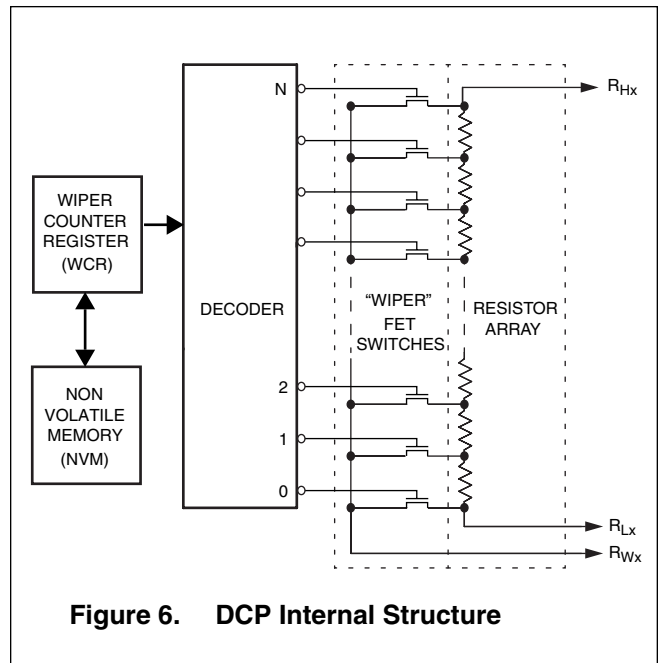 N
R_Hx
WIPER
COUNTER
REGISTER
(WCR)
DECODER
"WIPER"
FET
SWITCHES
RESISTOR
ARRAY
NON
VOLATILE
MEMORY
(NVM)
2
1
0
R_Lx
R_Wx
Figure 6. DCP Internal Structure